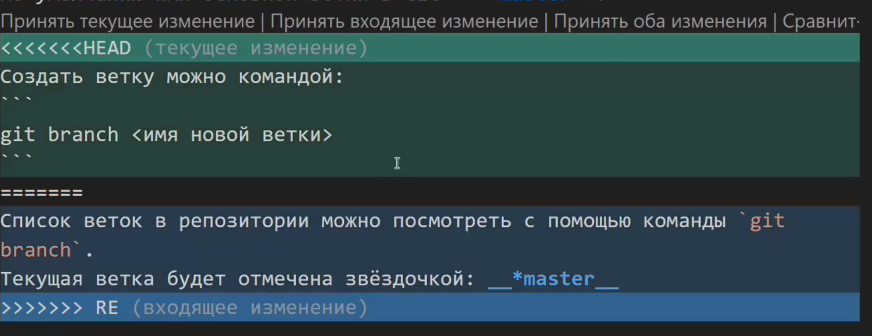 Принять текущее изменение | Принять входящее изменение | Принять оба изменения | Сравнит
<<<<<<<HEAD (текущее изменение)
Создать ветку можно командой:
```
git branch <имя новой ветки>
```
=======
Список веток в репозитории можно посмотреть с помощью команды `git
branch`.
Текущая ветка будет отмечена звёздочкой: __*master__
>>>>>>> RE (входящее изменение)